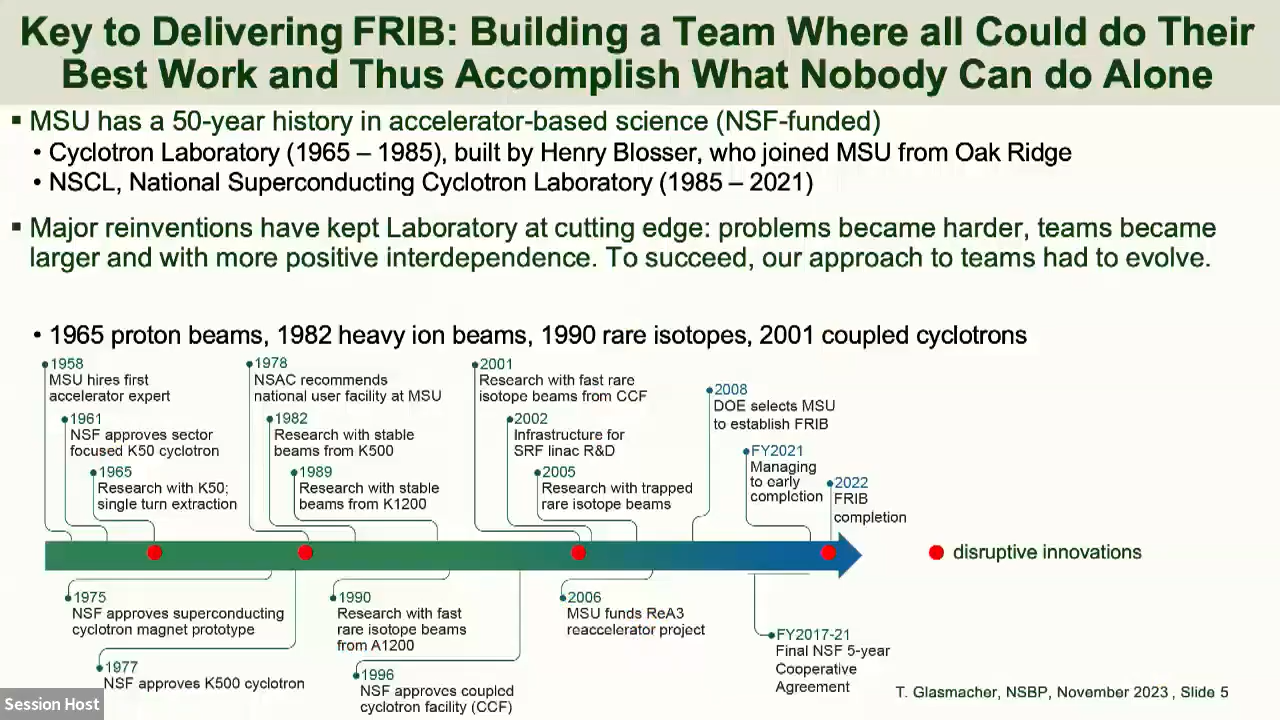 Key to Delivering FRIB: Building a Team Where all Could do Their
Best Work and Thus Accomplish What Nobody Can do Alone
▪ MSU has a 50-year history in accelerator-based science (NSF-funded)
• Cyclotron Laboratory (1965 – 1985), built by Henry Blosser, who joined MSU from Oak Ridge
• NSCL, National Superconducting Cyclotron Laboratory (1985 – 2021)
▪ Major reinventions have kept Laboratory at cutting edge: problems became harder, teams became
larger and with more positive interdependence. To succeed, our approach to teams had to evolve.
• 1965 proton beams, 1982 heavy ion beams, 1990 rare isotopes, 2001 coupled cyclotrons
1958
MSU hires first
accelerator expert
1961
NSF approves sector
focused K50 cyclotron
1965
Research with K50;
single turn extraction
1978
NSAC recommends
national user facility at MSU
1982
Research with stable
beams from K500
1989
Research with stable
beams from K1200
2001
Research with fast rare
isotope beams from CCF
2002
Infrastructure for
SRF linac R&D
2005
Research with trapped
rare isotope beams
2008
DOE selects MSU
to establish FRIB
FY2021
Managing
to early
completion
2022
FRIB
completion
disruptive innovations
1975
NSF approves superconducting
cyclotron magnet prototype
1977
NSF approves K500 cyclotron
1990
Research with fast
rare isotope beams
from A1200
1996
NSF approves coupled
cyclotron facility (CCF)
2006
MSU funds ReA3
reaccelerator project
FY2017-21
Final NSF 5-year
Cooperative
Agreement
T. Glasmacher, NSBP, November 2023 , Slide 5
Session Host